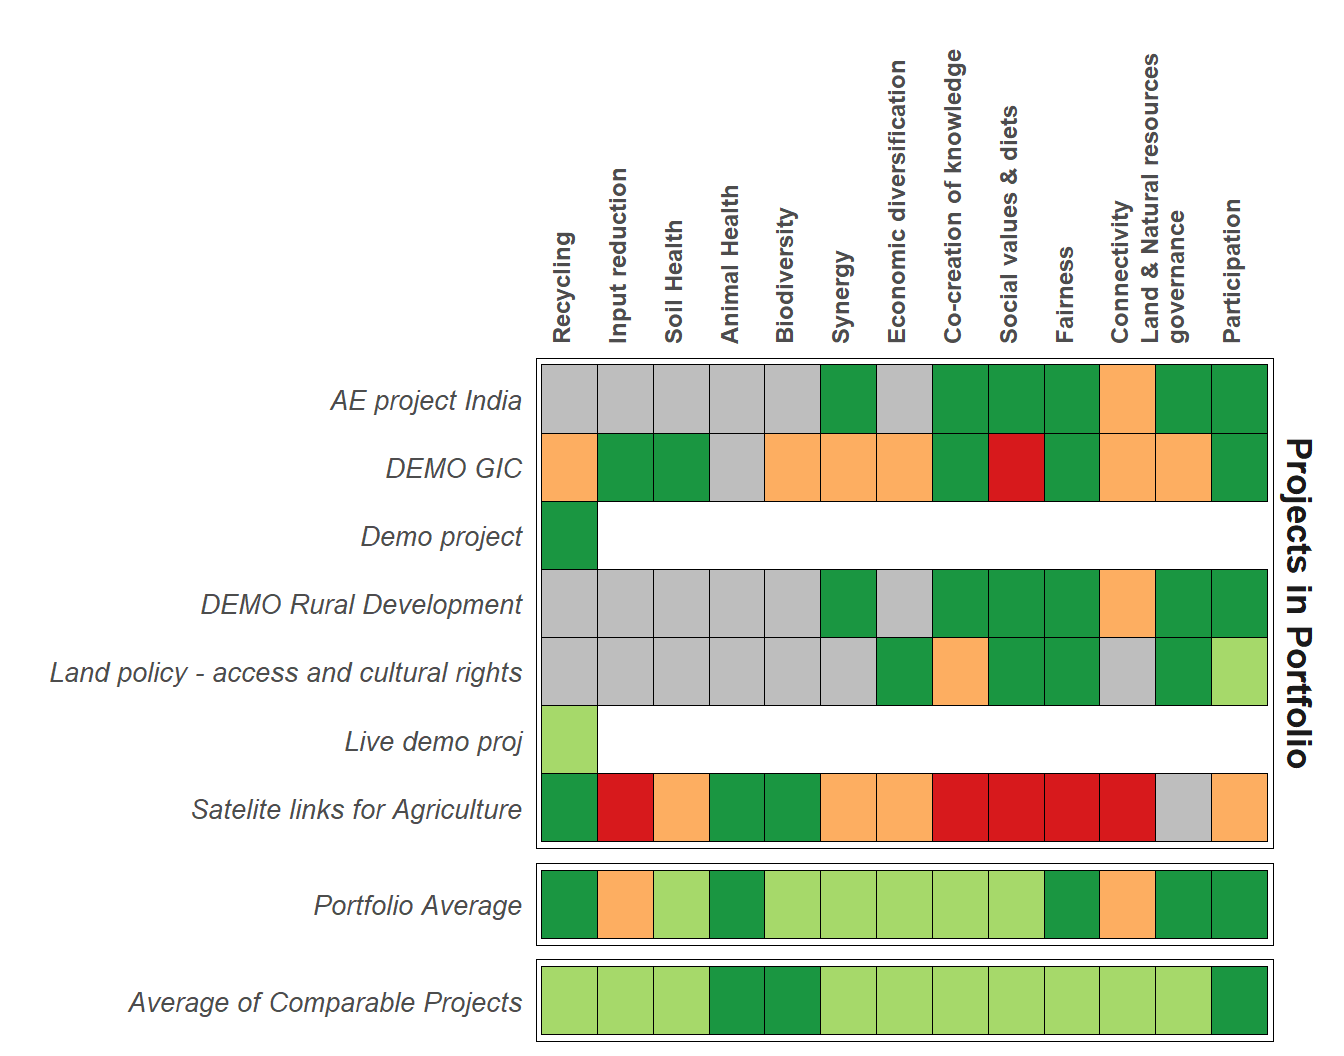 Recycling
Input reduction
Soil Health
Animal Health
Biodiversity
Synergy
Economic diversification
Co-creation of knowledge
Social values & diets
Fairness
Connectivity
Land & Natural resources
governance
Participation
AE project India
DEMO GIC
Demo project
DEMO Rural Development
Land policy - access and cultural rights
Live demo proj
Satelite links for Agriculture
Projects in Portfolio
Portfolio Average
Average of Comparable Projects